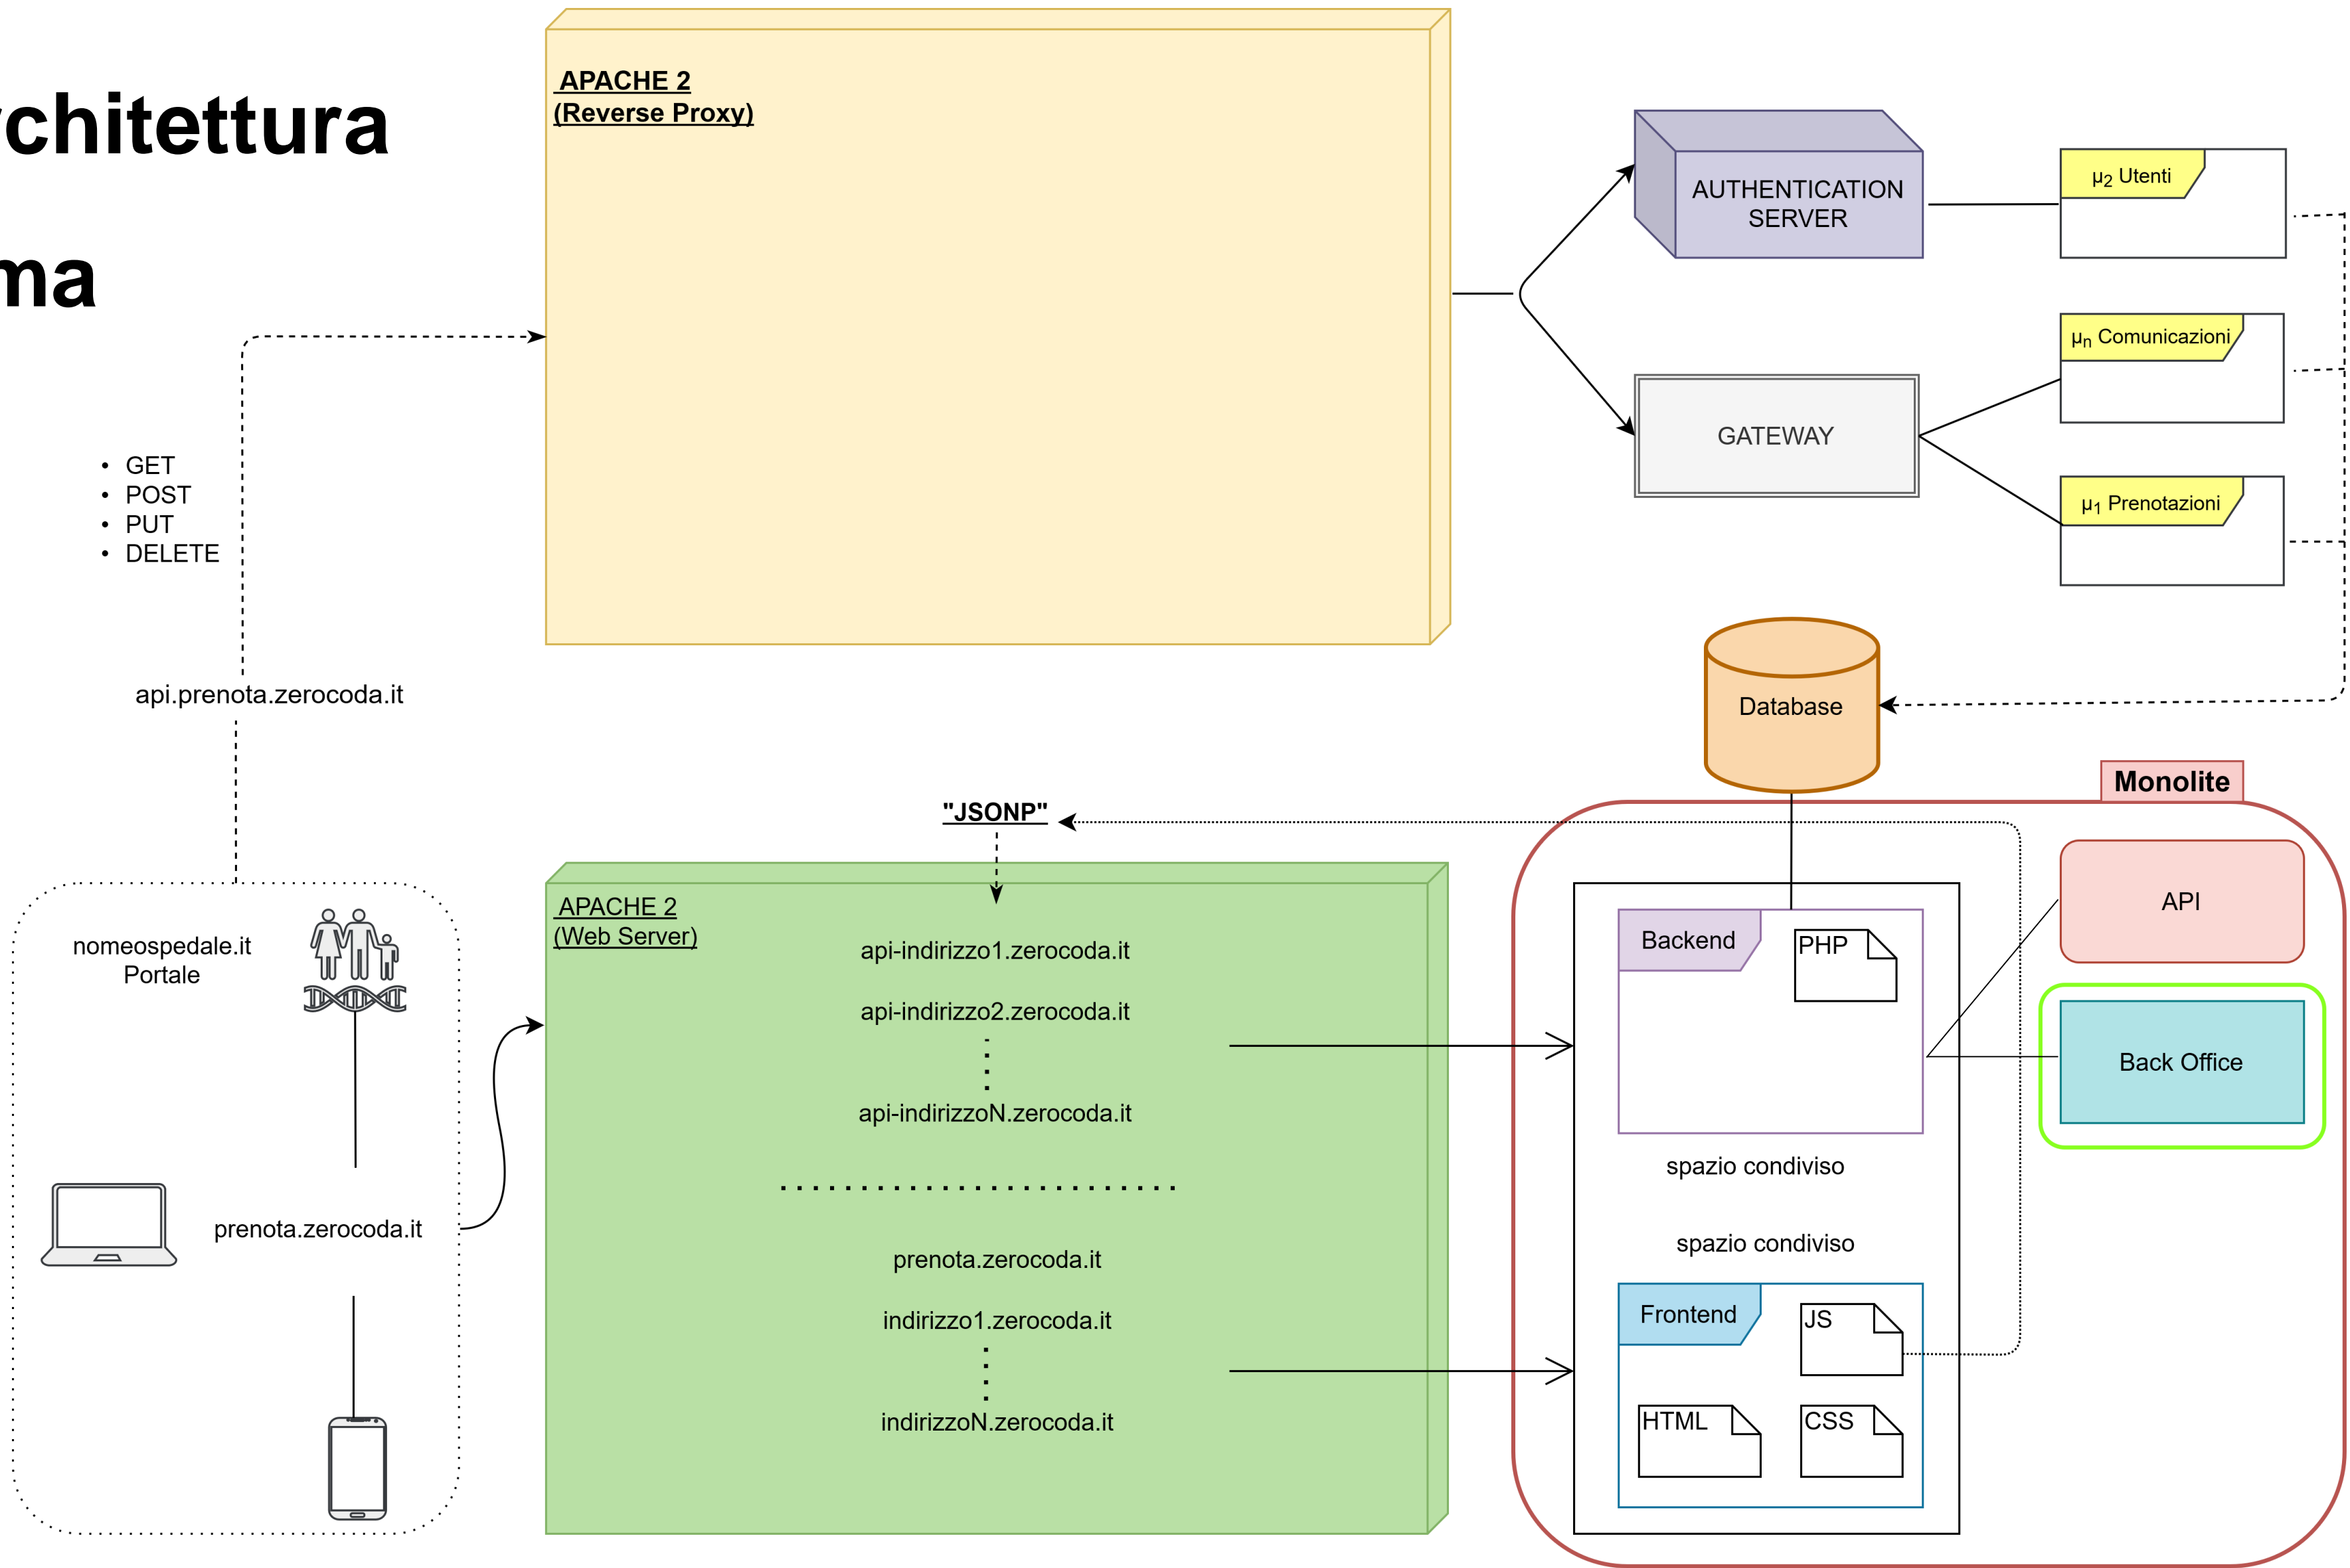 chitettura
ma
APACHE 2
(Reverse Proxy)
AUTHENTICATION
SERVER
µ2 Utenti
µn Comunicazioni
GATEWAY
µ1 Prenotazioni
• GET
• POST
• PUT
• DELETE
api.prenota.zerocoda.it
Database
Monolite
"JSONP"
nomeospedale.it
Portale
prenota.zerocoda.it
APACHE 2
(Web Server)
api-indirizzo1.zerocoda.it
api-indirizzo2.zerocoda.it
api-indirizzoN.zerocoda.it
prenota.zerocoda.it
indirizzo1.zerocoda.it
indirizzoN.zerocoda.it
Backend
PHP
spazio condiviso
spazio condiviso
Frontend
JS
HTML
CSS
API
Back Office